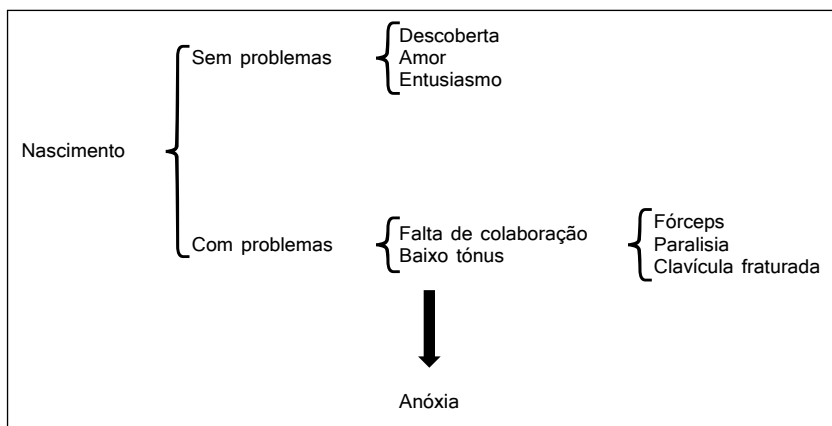 Descoberta
Sem problemas
Amor
Entusiasmo
Nascimento
Fórceps
Falta de colaboração
Com problemas
Paralisia
Baixo tónus
Clavícula fraturada
Anóxia